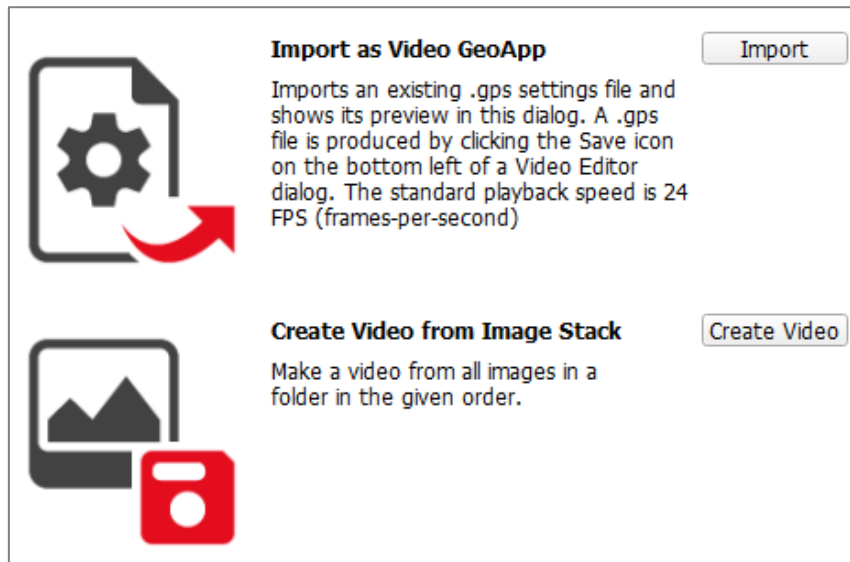 Import as Video GeoApp
Import
Imports an existing .gps settings file and
shows its preview in this dialog. A .gps
file is produced by clicking the Save icon
on the bottom left of a Video Editor
dialog. The standard playback speed is 24
FPS (frames-per-second)
Create Video from Image Stack
Create Video
Make a video from all images in a
folder in the given order.